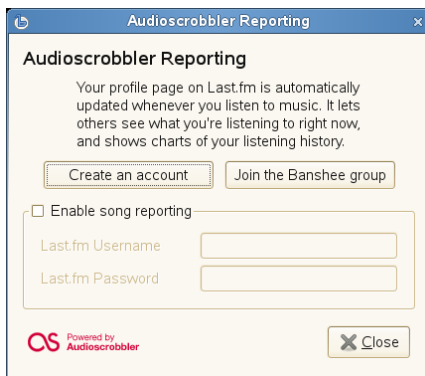 Audioscrobbler Reporting
Audioscrobbler Reporting
Your profile page on Last.fm is automatically
updated whenever you listen to music. It lets
others see what you're listening to right now,
and shows charts of your listening history.
Create an account
Join the Banshee group
Enable song reporting
Last.fm Username
Last.fm Password
Powered by
Audioscrobbler
Close